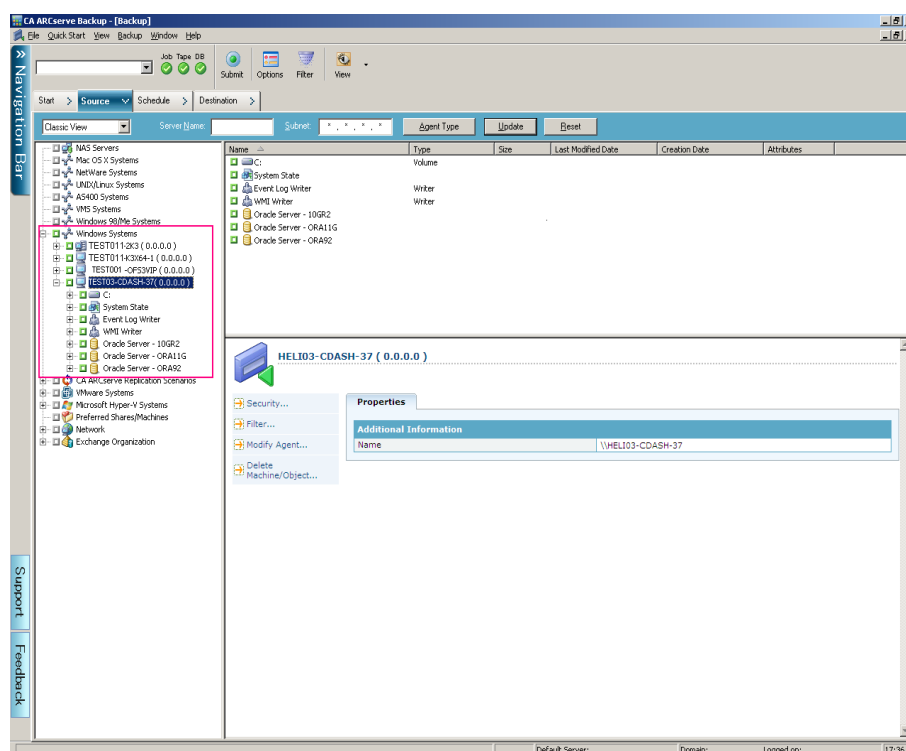 CA ARCserve Backup - [Backup]
File Quick Start View Backup Window Help
Job Tape DB
Submit Options Filter View
Start > Source Schedule > Destination >
Classic View Server Name: Subnet: * . * . * . * Agent Type Update Reset
Navigation Bar
NAS Servers
Mac OS X Systems
NetWare Systems
UNIX/Linux Systems
AS400 Systems
VMS Systems
Windows 98/Me Systems
Windows Systems
TEST011-2K3 ( 0.0.0.0 )
TEST011-K3X64-1 ( 0.0.0.0 )
TEST001 -OPS3VIP ( 0.0.0.0 )
TEST03-CDASH-37( 0.0.0.0 )
C:
System State
Event Log Writer
WMI Writer
Oracle Server - 10GR2
Oracle Server - ORA11G
Oracle Server - ORA92
CA ARCserve Replication Scenarios
VMware Systems
Microsoft Hyper-V Systems
Preferred Shares/Machines
Network
Exchange Organization
Name Type Size Last Modified Date Creation Date Attributes
C: Volume
System State
Event Log Writer Writer
WMI Writer Writer
Oracle Server - 10GR2
Oracle Server - ORA11G
Oracle Server - ORA92
HELI03-CDASH-37 ( 0.0.0.0 )
Security...
Filter...
Modify Agent...
Delete
Machine/Object...
Properties
Additional Information
Name \\HELI03-CDASH-37
Support
Feedback
Default Server: Domain: Logged on: 17:36